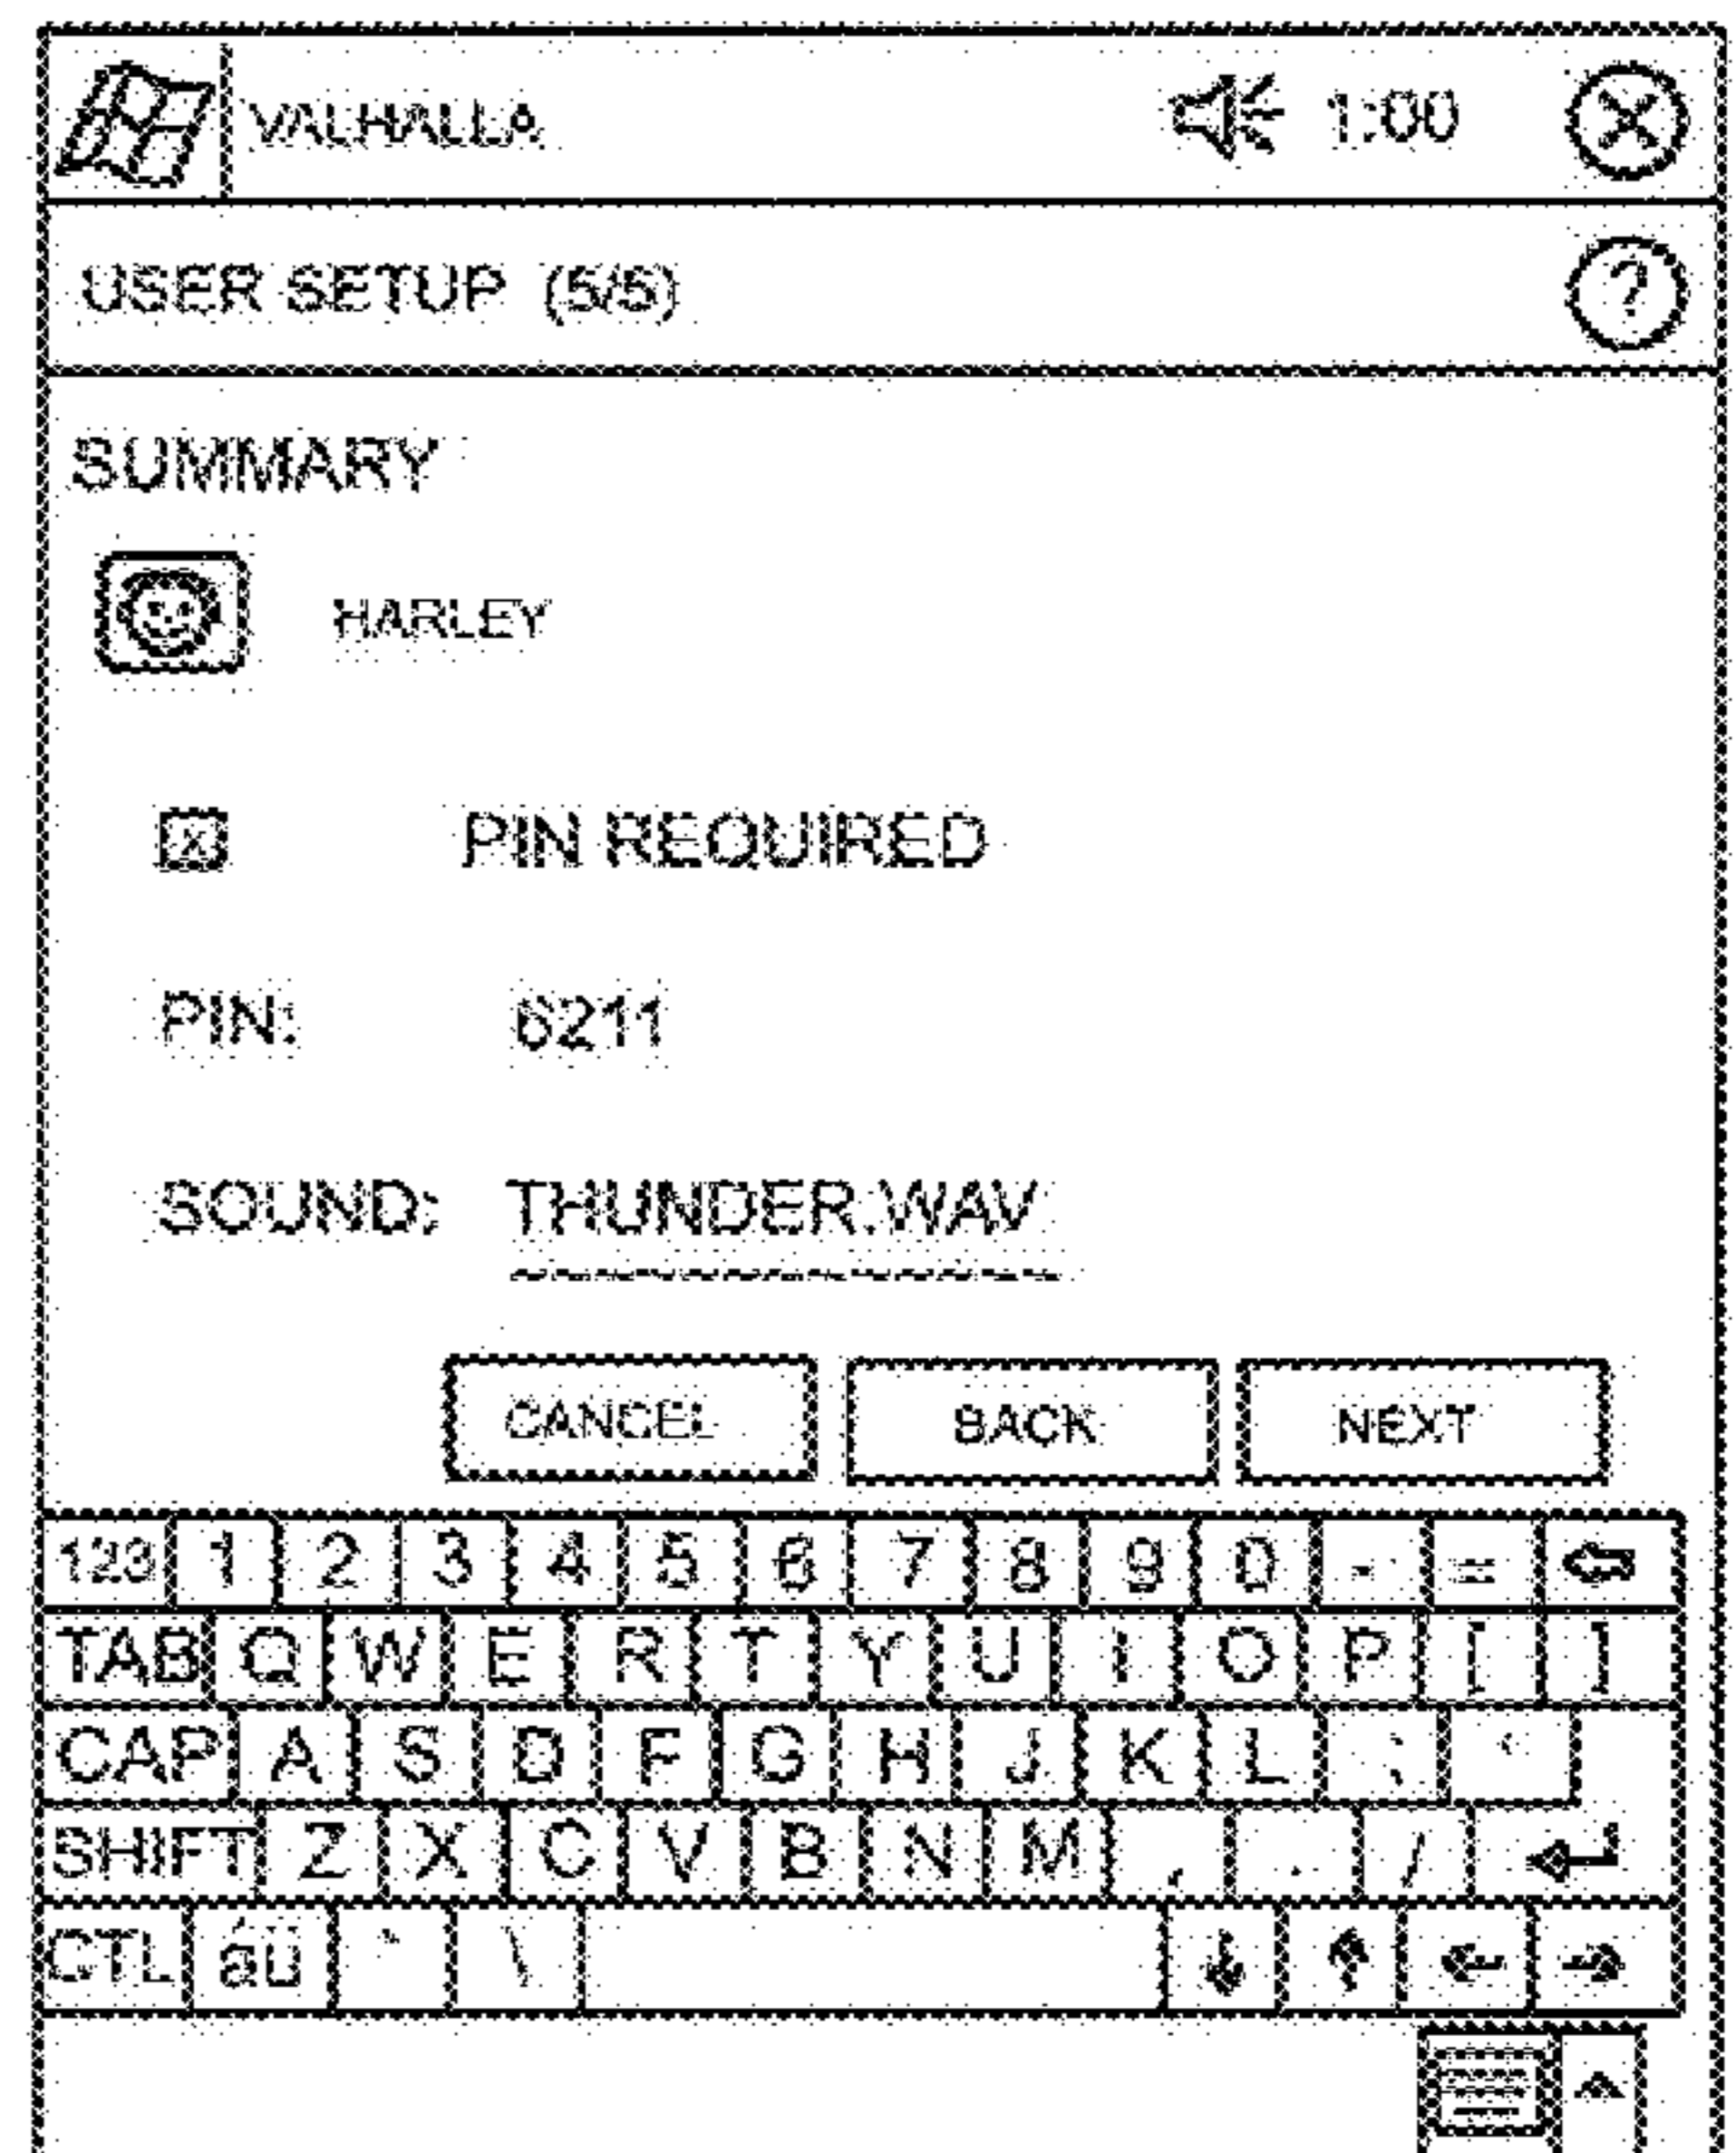 VALHALLA 1:00
USER SETUP (5/5) ?
SUMMARY
HARLEY
X PIN REQUIRED
PIN: 6211
SOUND: THUNDER.WAV
CANCEL BACK NEXT
123 1 2 3 4 5 6 7 8 9 0 - =
TAB Q W E R T Y U I O P [ ]
CAP A S D F G H J K L ; '
SHIFT Z X C V B N M , . /
CTL áü ` \